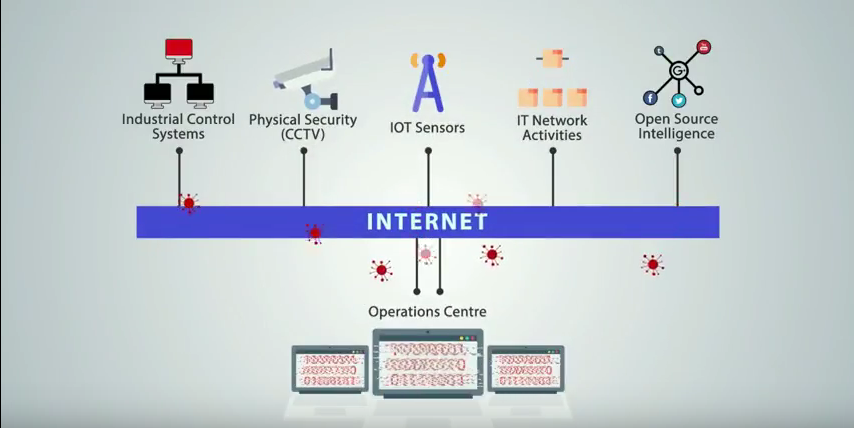 Industrial Control
Systems
Physical Security
(CCTV)
IOT Sensors
IT Network
Activities
Open Source
Intelligence
INTERNET
Operations Centre